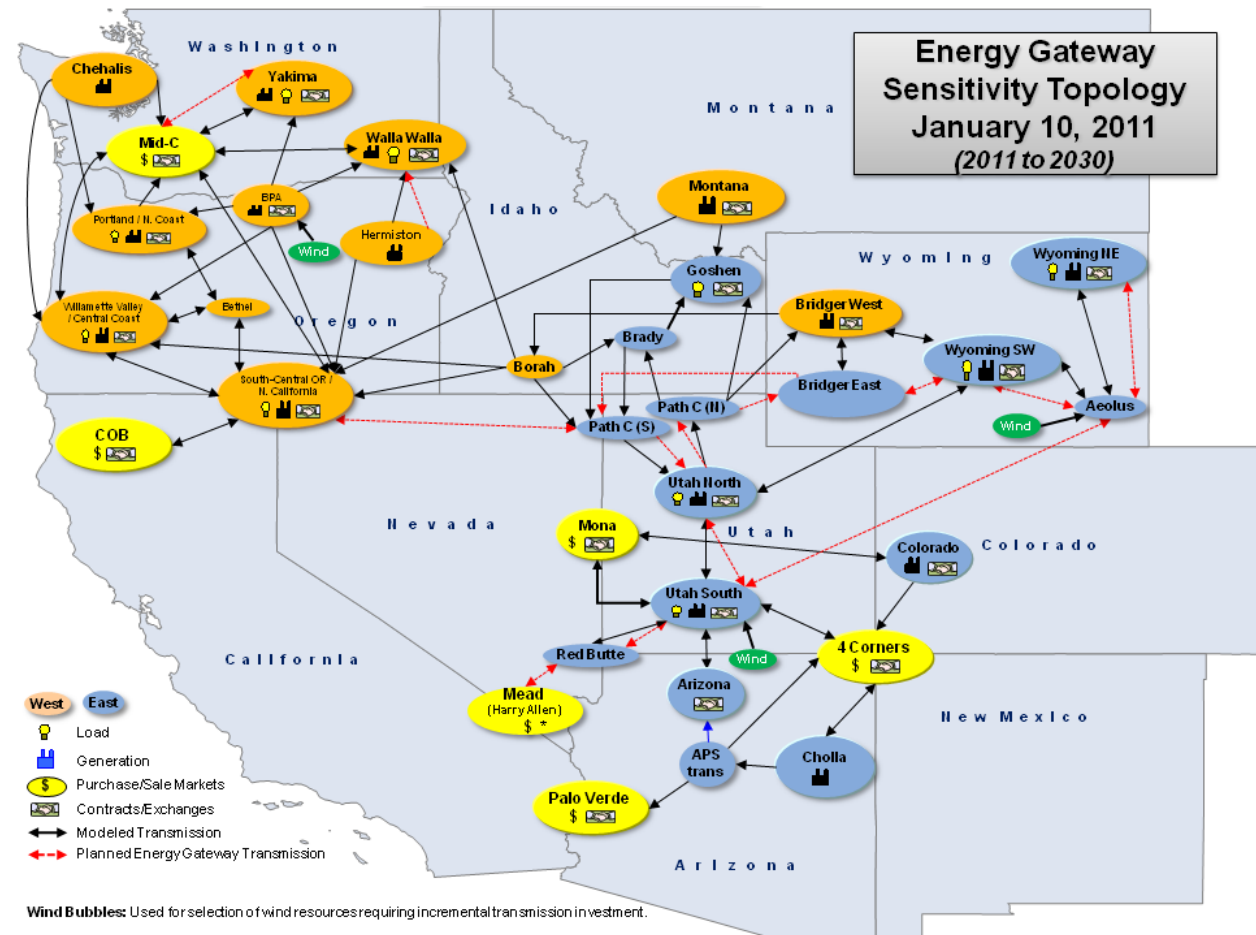 Energy Gateway
Sensitivity Topology
January 10, 2011
(2011 to 2030)
Washington
Chehalis
Yakima
Montana
Mid-C
$
Walla Walla
Montana
BPA
Idaho
Portland / N. Coast
Hermiston
Wind
Wyoming
Wyoming NE
Goshen
Willamette Valley
/ Central Coast
Bethel
Oregon
Bridger West
Brady
Wyoming SW
Borah
South-Central OR /
N. California
Bridger East
Path C (N)
Aeolus
Path C (S)
Wind
COB
$
Utah North
Nevada
Mona
$
Utah
Colorado
Colorado
Utah South
California
Red Butte
Wind
4 Corners
$
Arizona
Mead
(Harry Allen)
$ *
New Mexico
West
East
Load
Generation
$
Purchase/Sale Markets
Contracts/Exchanges
Modeled Transmission
Planned Energy Gateway Transmission
APS
trans
Cholla
Palo Verde
$
Arizona
Wind Bubbles: Used for selection of wind resources requiring incremental transmission investment.